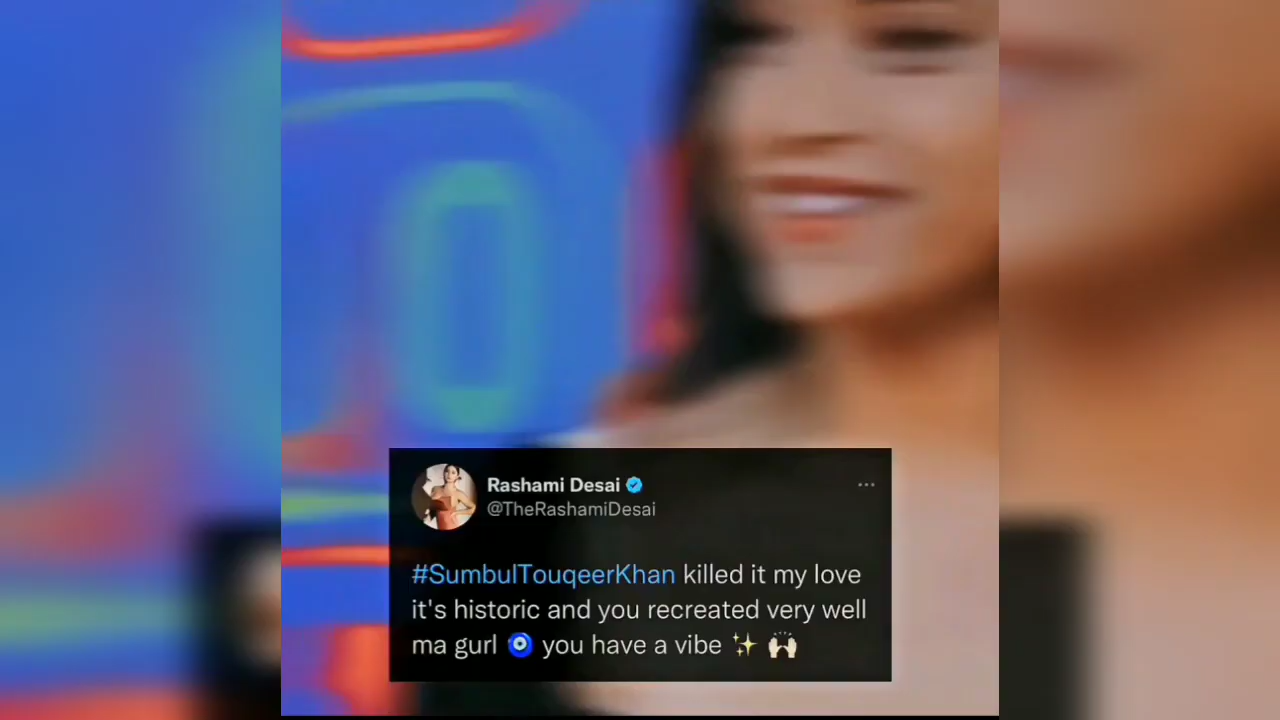 Rashami Desai
@TheRashamiDesai
#SumbulTouqeerKhan killed it my love
it's historic and you recreated very well
ma gurl 🧿 you have a vibe ✨ 🙌🏻